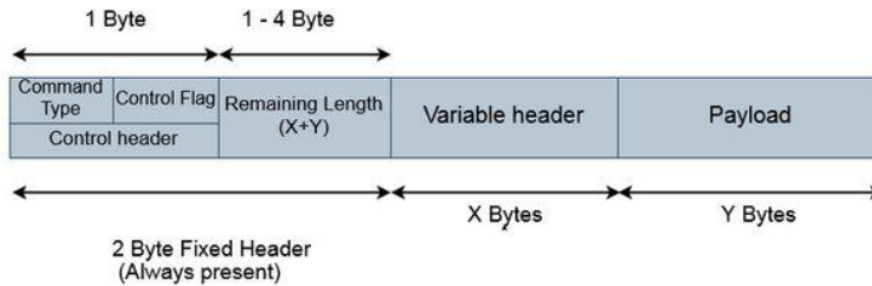 1 Byte
1 - 4 Byte
Command
Type
Control Flag
Control header
Remaining Length
(X+Y)
Variable header
Payload
X Bytes
Y Bytes
2 Byte Fixed Header
(Always present)